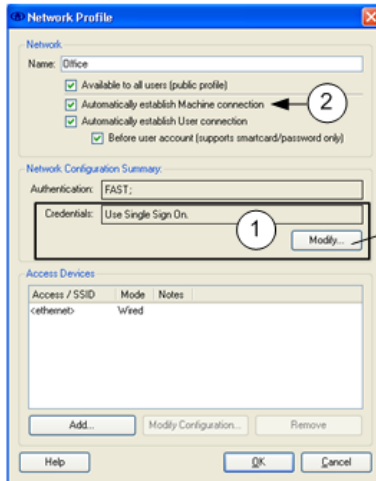 Network Profile
Network
Name: Office
Available to all users (public profile)
Automatically establish Machine connection
2
Automatically establish User connection
Before user account (supports smartcard/password only)
Network Configuration Summary:
Authentication: FAST;
Credentials: Use Single Sign On.
1
Modify...
Access Devices
Access / SSID Mode Notes
<ethernet> Wired
Add... Modify Configuration... Remove
Help OK Cancel